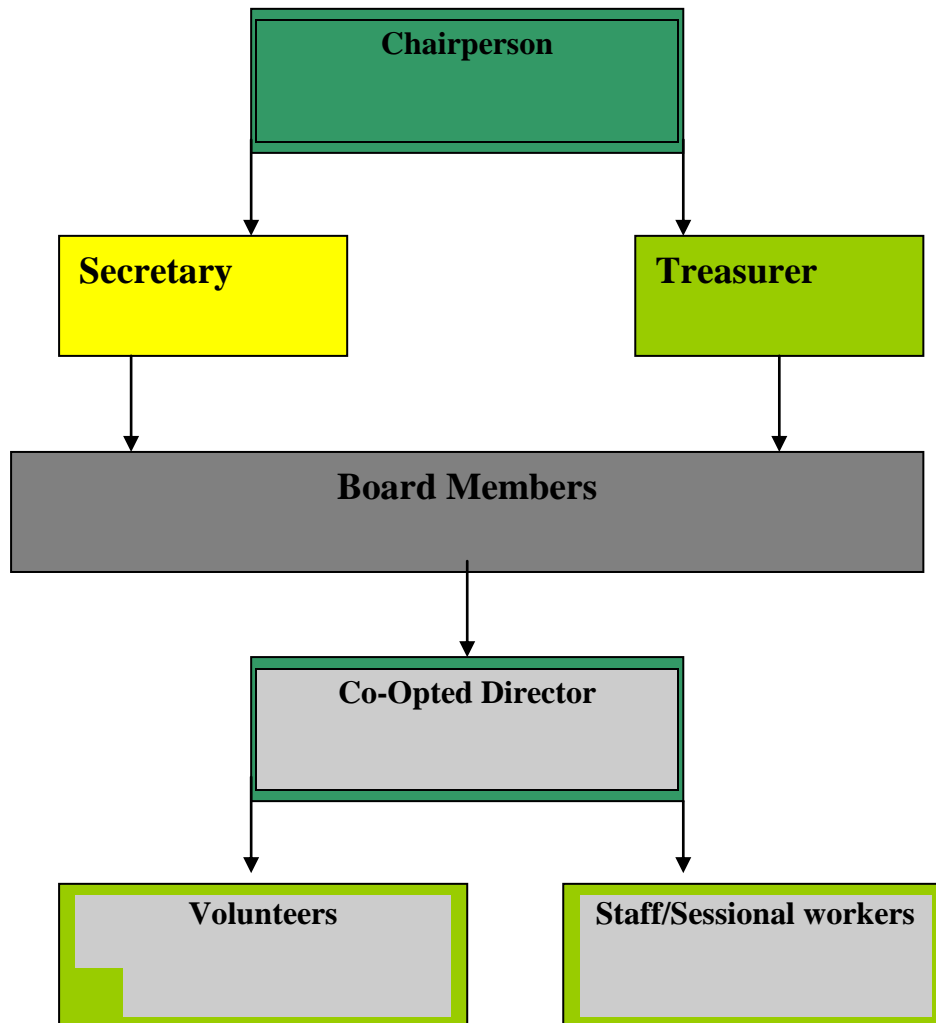 Chairperson
Secretary
Treasurer
Board Members
Co-Opted Director
Volunteers
Staff/Sessional workers